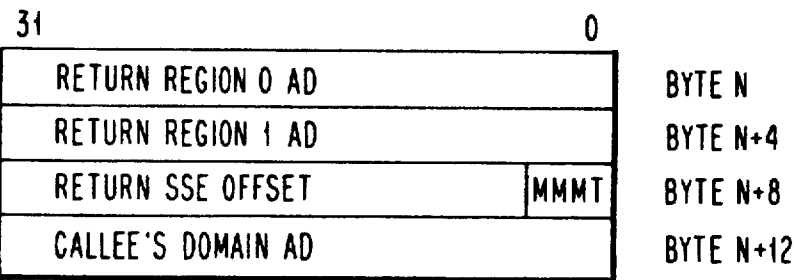 31 0
RETURN REGION 0 AD BYTE N
RETURN REGION 1 AD BYTE N+4
RETURN SSE OFFSET MMMT BYTE N+8
CALLEE'S DOMAIN AD BYTE N+12